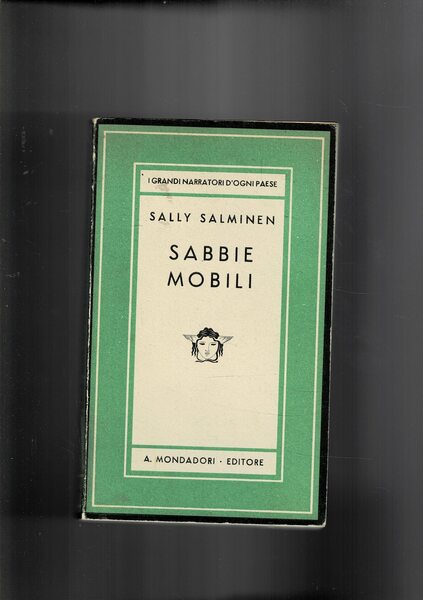 I GRANDI NARRATORI D'OGNI PAESE
SALLY SALMINEN
SABBIE
MOBILI
A. MONDADORI · EDITORE